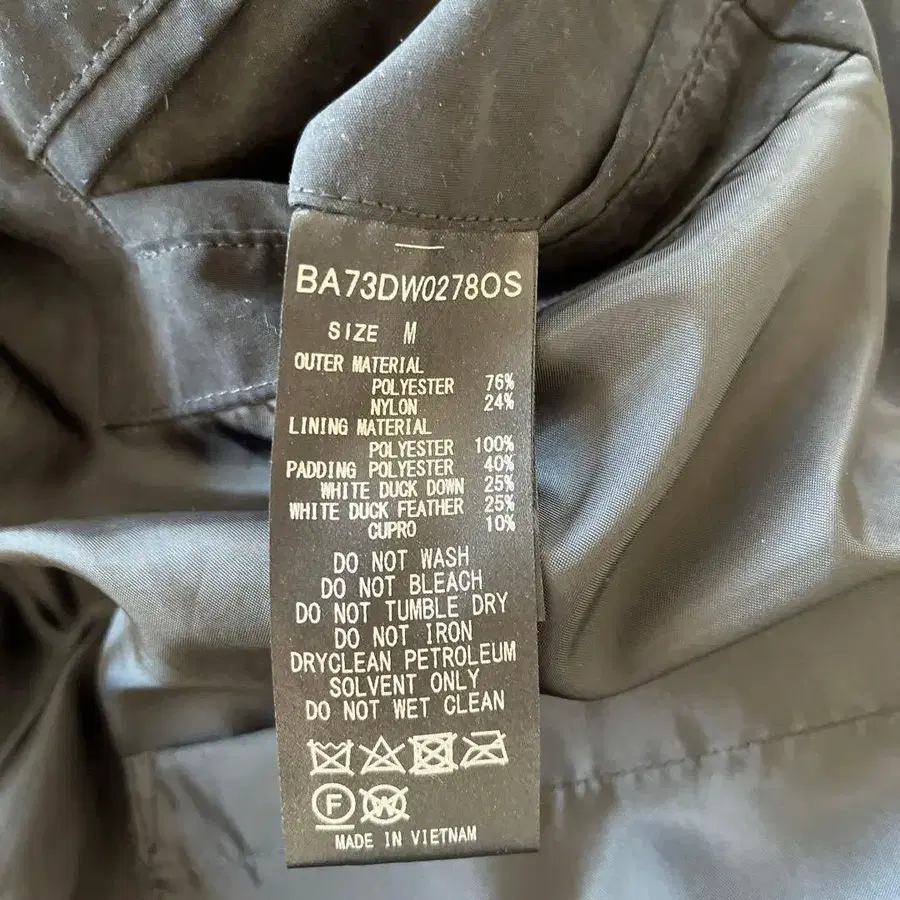 BA73DW0278OS
SIZE M
OUTER MATERIAL
POLYESTER 76%
NYLON 24%
LINING MATERIAL
POLYESTER 100%
PADDING POLYESTER 40%
WHITE DUCK DOWN 25%
WHITE DUCK FEATHER 25%
CUPRO 10%
DO NOT WASH
DO NOT BLEACH
DO NOT TUMBLE DRY
DO NOT IRON
DRYCLEAN PETROLEUM
SOLVENT ONLY
DO NOT WET CLEAN
F W
MADE IN VIETNAM